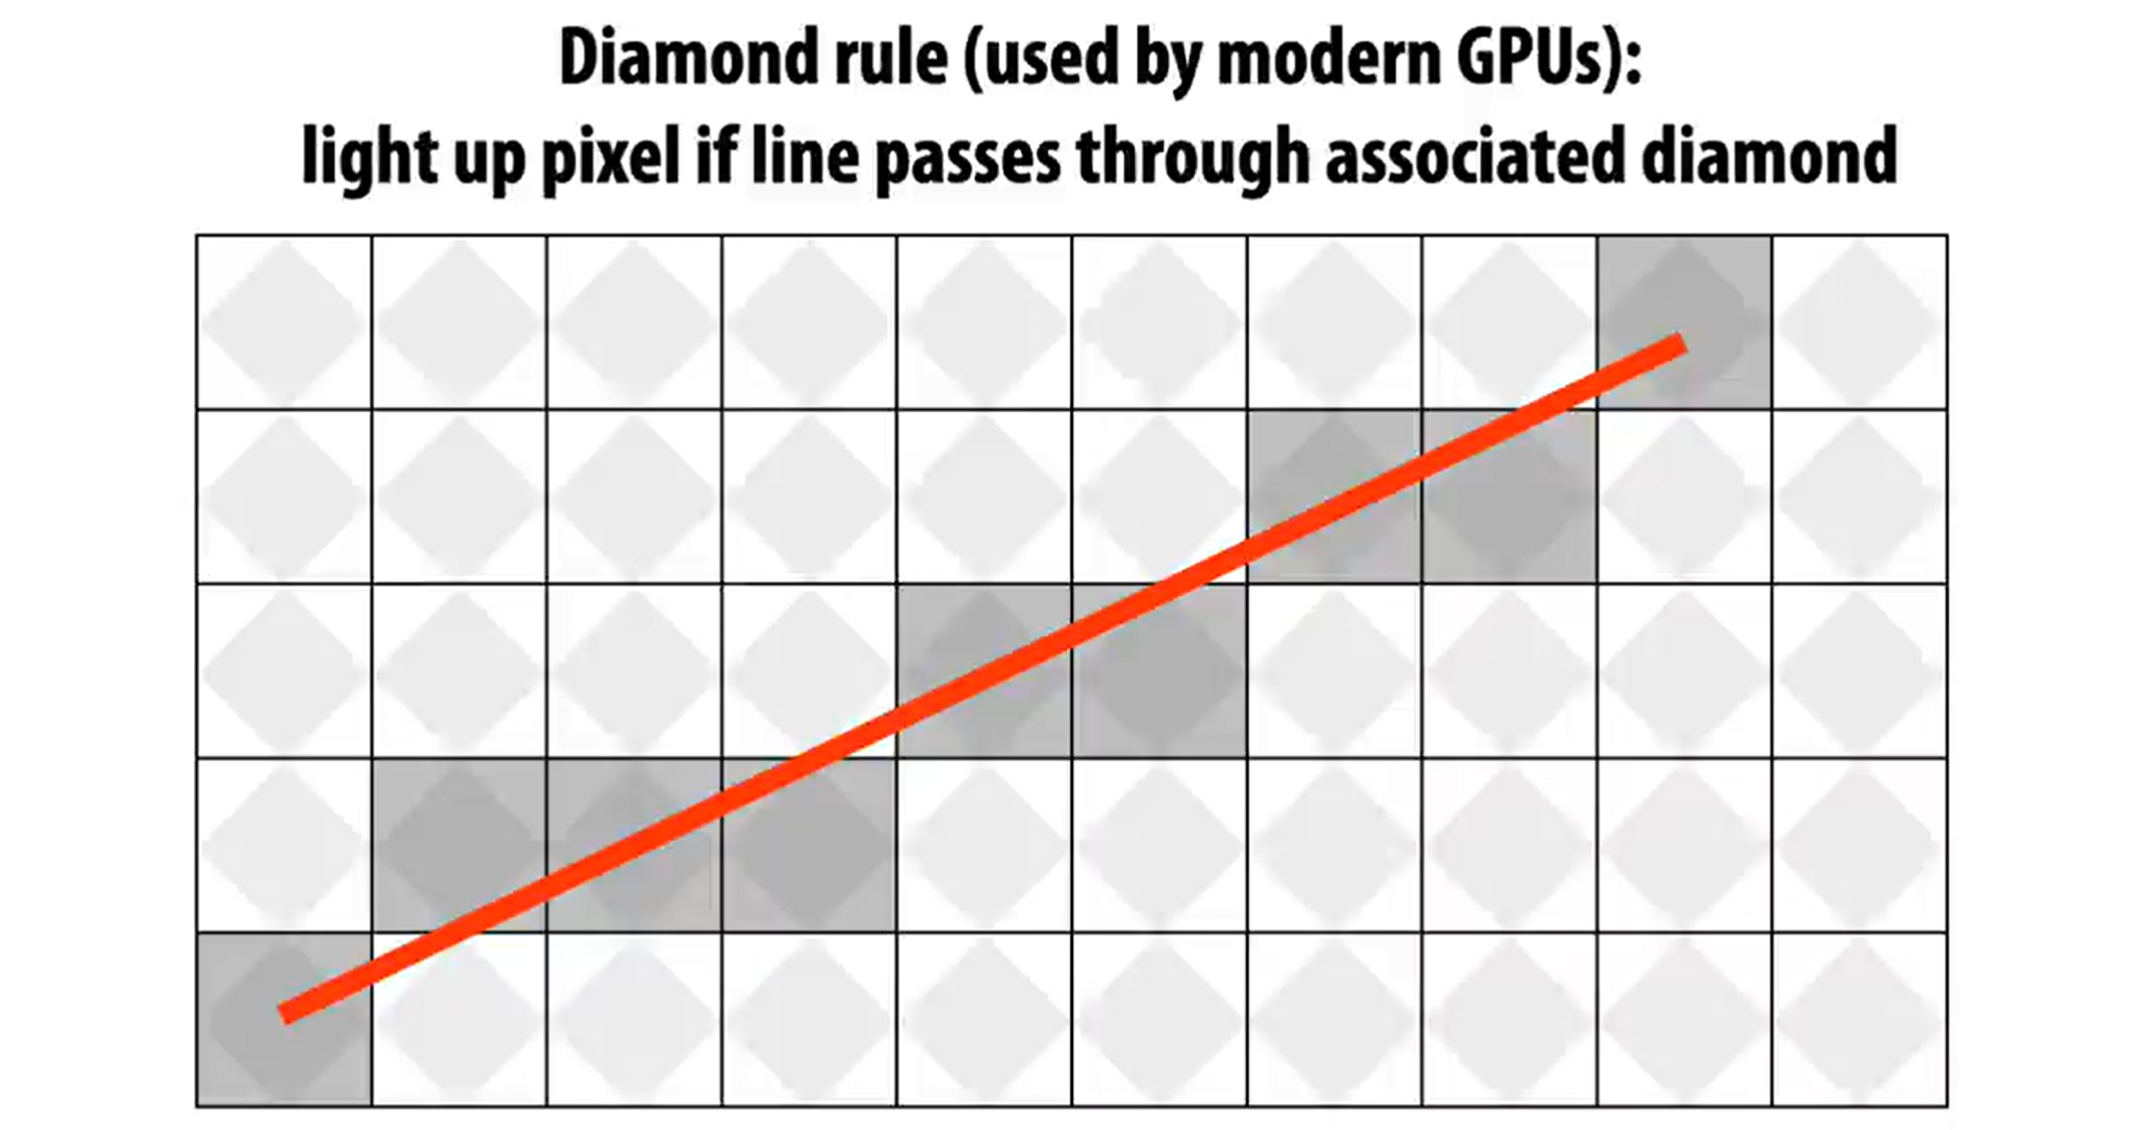 Diamond rule (used by modern GPUs):
light up pixel if line passes through associated diamond